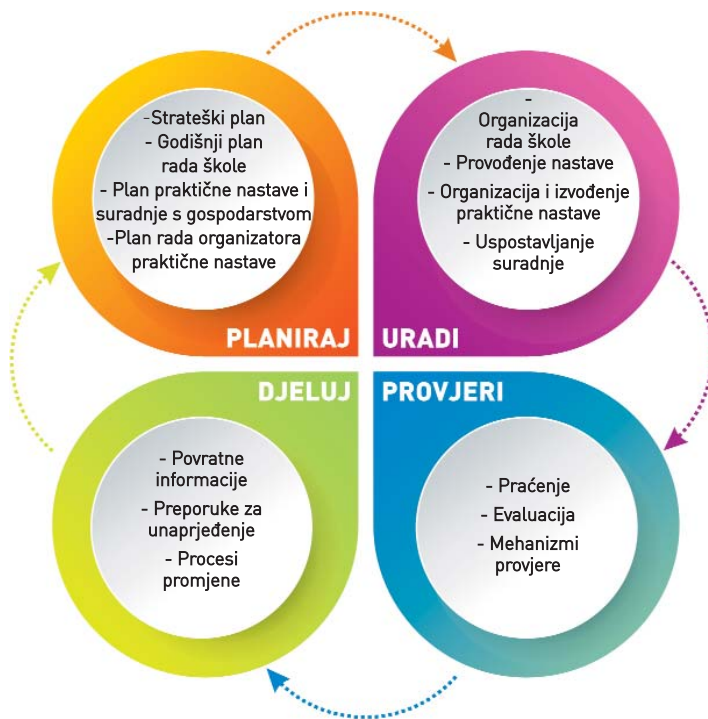 -Strateški plan
- Godišnji plan
rada škole
- Plan praktične nastave i
suradnje s gospodarstvom
-Plan rada organizatora
praktične nastave
PLANIRAJ
-
Organizacija
rada škole
- Provođenje nastave
- Organizacija i izvođenje
praktične nastave
- Uspostavljanje
suradnje
URADI
DJELUJ
- Povratne
informacije
- Preporuke za
unaprjeđenje
- Procesi
promjene
PROVJERI
- Praćenje
- Evaluacija
- Mehanizmi
provjere